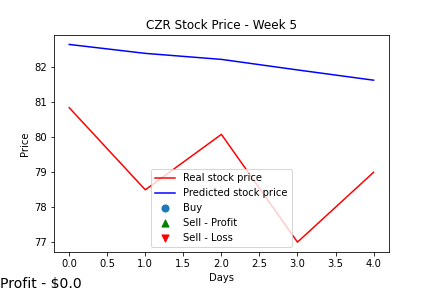 CZR Stock Price - Week 5
Price
82
81
80
79
78
77
Real stock price
Predicted stock price
Buy
Sell - Profit
Sell - Loss
0.0 0.5 1.0 1.5 2.0 2.5 3.0 3.5 4.0
Days
Profit - $0.0